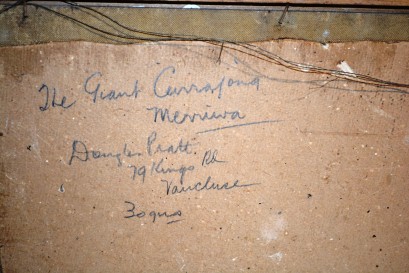 The Giant Currajong
Merriwa
Douglas Pratt
79 Kings Rd
Vaucluse
30 gns